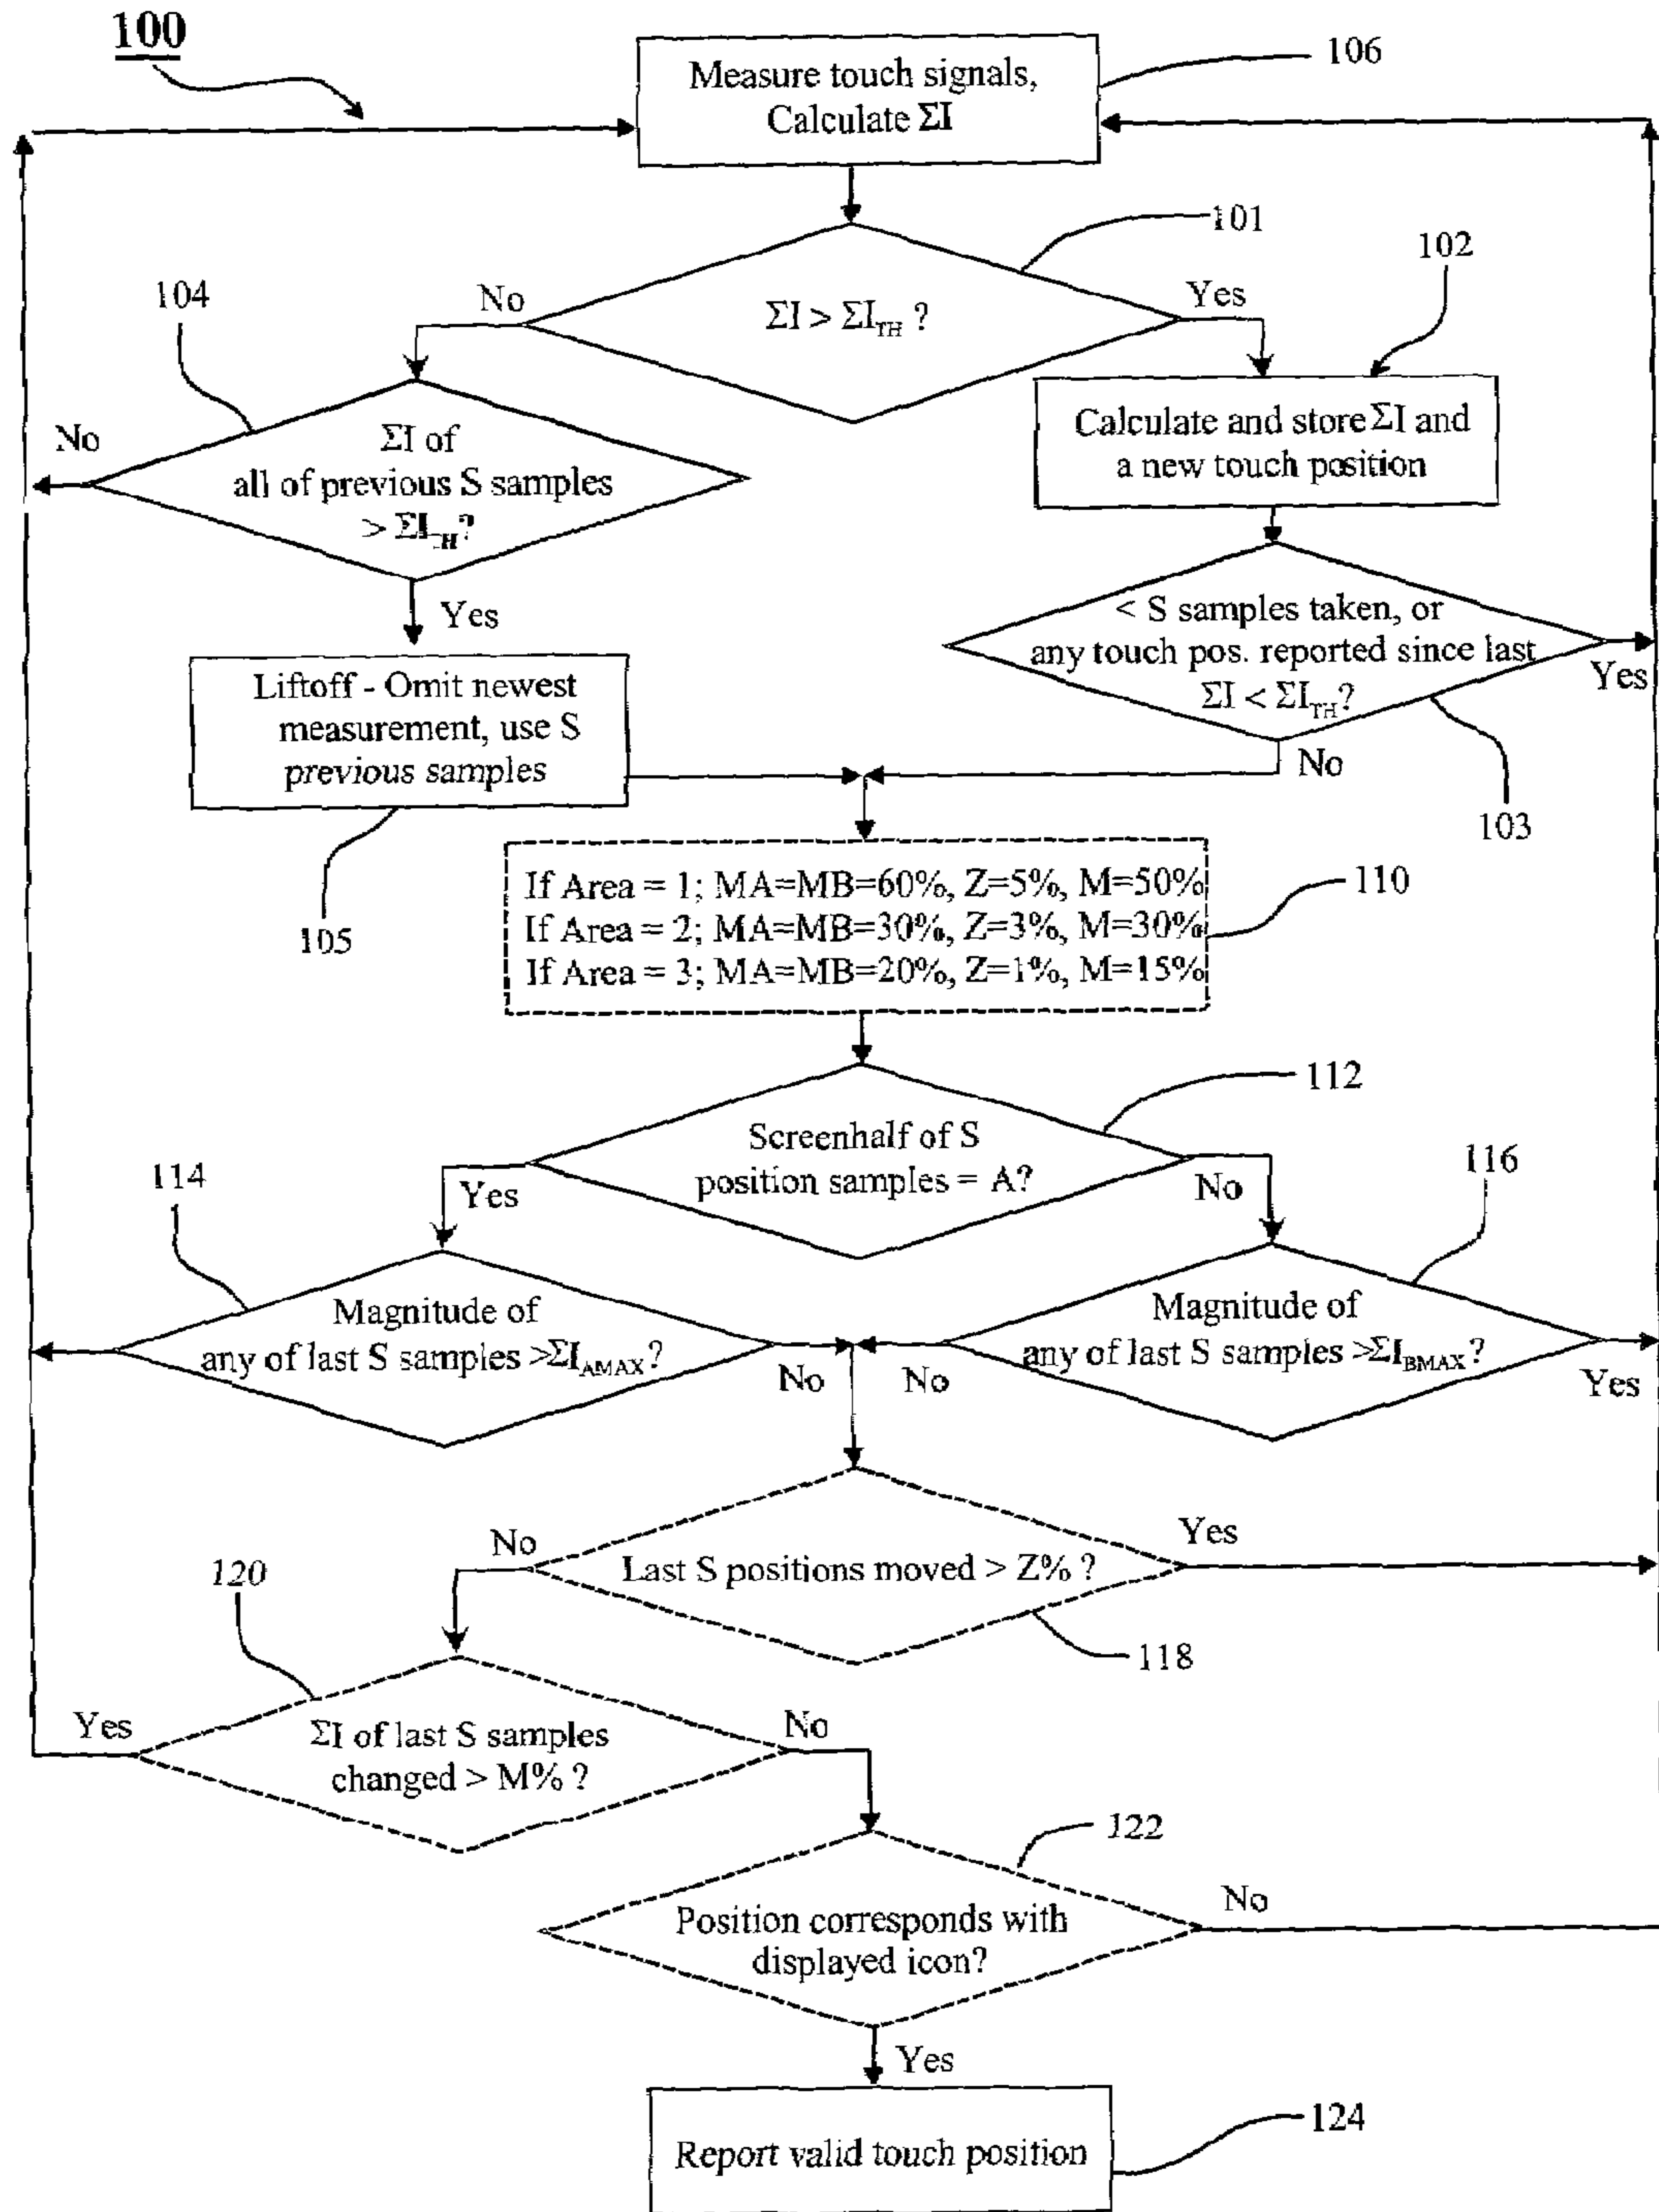 100
Measure touch signals,
Calculate ΣI
106
101
ΣI > ΣI_TH ?
No
Yes
102
104
Calculate and store ΣI and
a new touch position
No
ΣI of
all of previous S samples
> ΣI_TH?
Yes
< S samples taken, or
any touch pos. reported since last
ΣI < ΣI_TH?
Yes
No
103
Liftoff - Omit newest
measurement, use S
previous samples
105
If Area = 1; MA=MB=60%, Z=5%, M=50%
If Area = 2; MA=MB=30%, Z=3%, M=30%
If Area = 3; MA=MB=20%, Z=1%, M=15%
110
112
Screenhalf of S
position samples = A?
Yes
No
114
116
Magnitude of
any of last S samples >ΣI_AMAX?
No
Magnitude of
any of last S samples >ΣI_BMAX?
No
Yes
Last S positions moved > Z% ?
No
Yes
118
120
ΣI of last S samples
changed > M% ?
Yes
No
122
Position corresponds with
displayed icon?
No
Yes
Report valid touch position
124